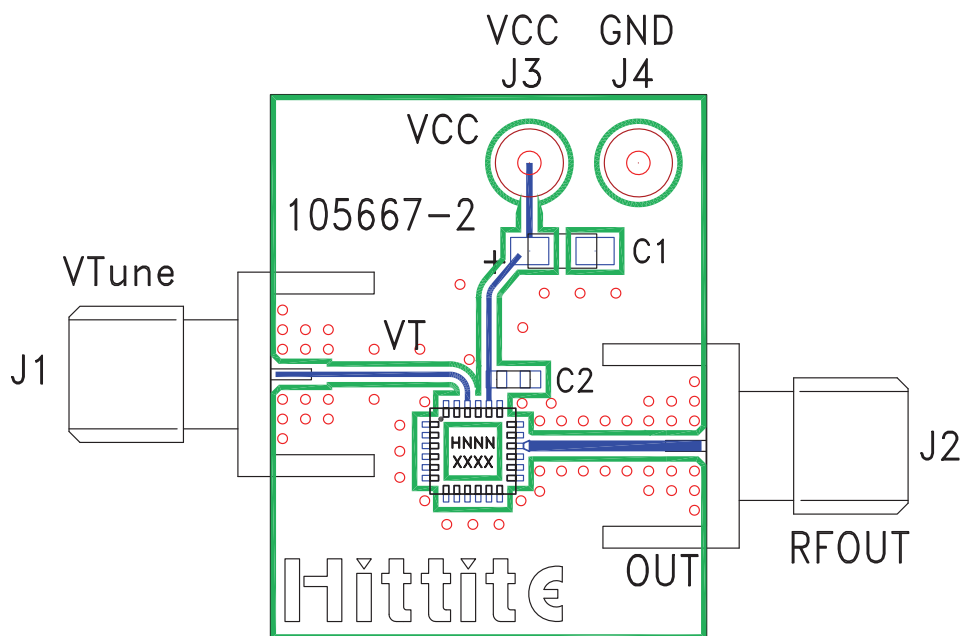 VCC GND
J3 J4
VCC
105667-2
C1
VTune
VT
J1
C2
HNNN
XXXX
J2
RFOUT
OUT
Hittite